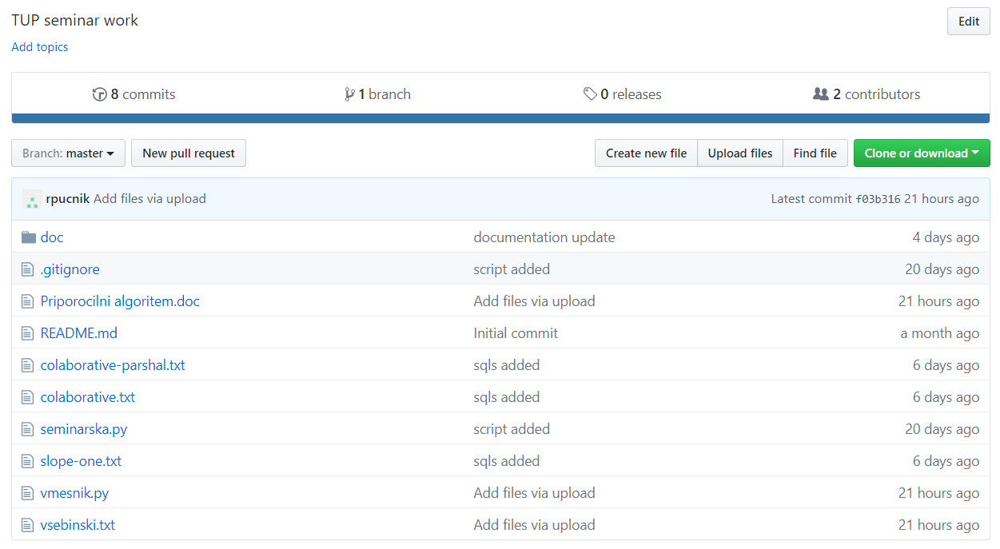 TUP seminar work Edit
Add topics
8 commits 1 branch 0 releases 2 contributors
Branch: master New pull request Create new file Upload files Find file Clone or download
rpucnik Add files via upload Latest commit f03b316 21 hours ago
doc documentation update 4 days ago
.gitignore script added 20 days ago
Priporocilni algoritem.doc Add files via upload 21 hours ago
README.md Initial commit a month ago
colaborative-parshal.txt sqls added 6 days ago
colaborative.txt sqls added 6 days ago
seminarska.py script added 20 days ago
slope-one.txt sqls added 6 days ago
vmesnik.py Add files via upload 21 hours ago
vsebinski.txt Add files via upload 21 hours ago